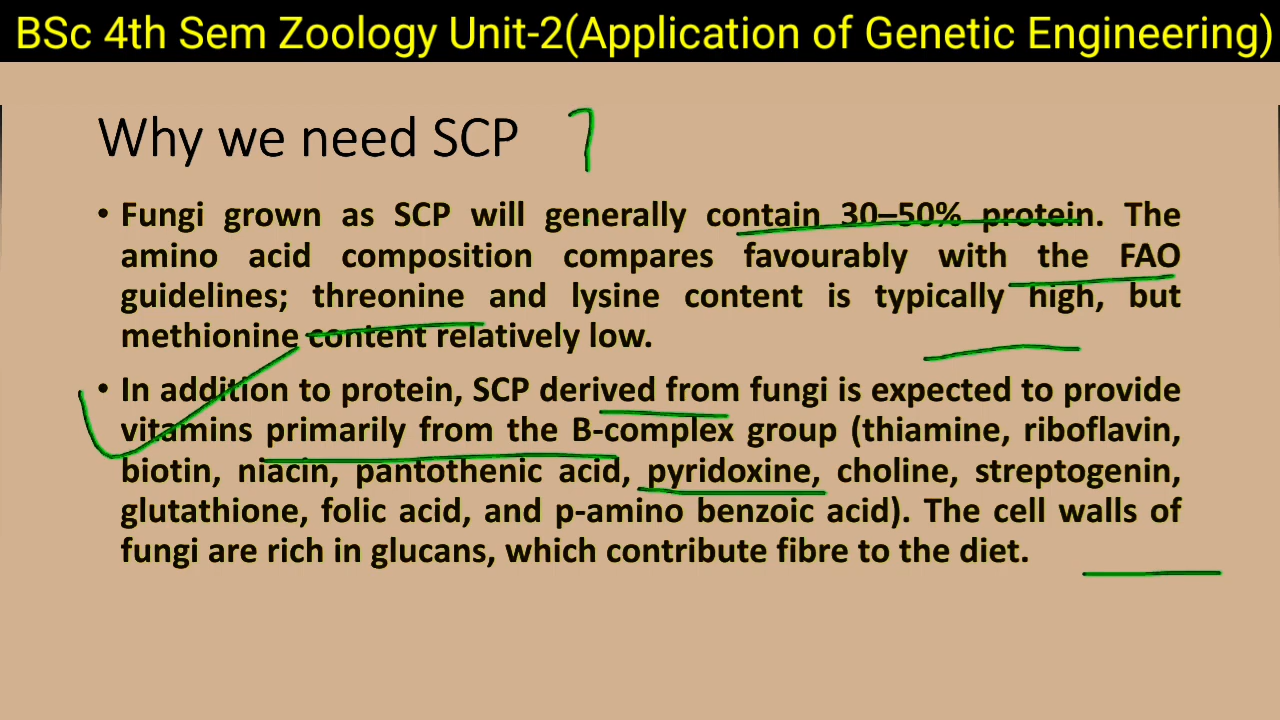 BSc 4th Sem Zoology Unit-2(Application of Genetic Engineering)
Why we need SCP ?
• Fungi grown as SCP will generally contain 30–50% protein. The
amino acid composition compares favourably with the FAO
guidelines; threonine and lysine content is typically high, but
methionine content relatively low.
• In addition to protein, SCP derived from fungi is expected to provide
vitamins primarily from the B-complex group (thiamine, riboflavin,
biotin, niacin, pantothenic acid, pyridoxine, choline, streptogenin,
glutathione, folic acid, and p-amino benzoic acid). The cell walls of
fungi are rich in glucans, which contribute fibre to the diet.